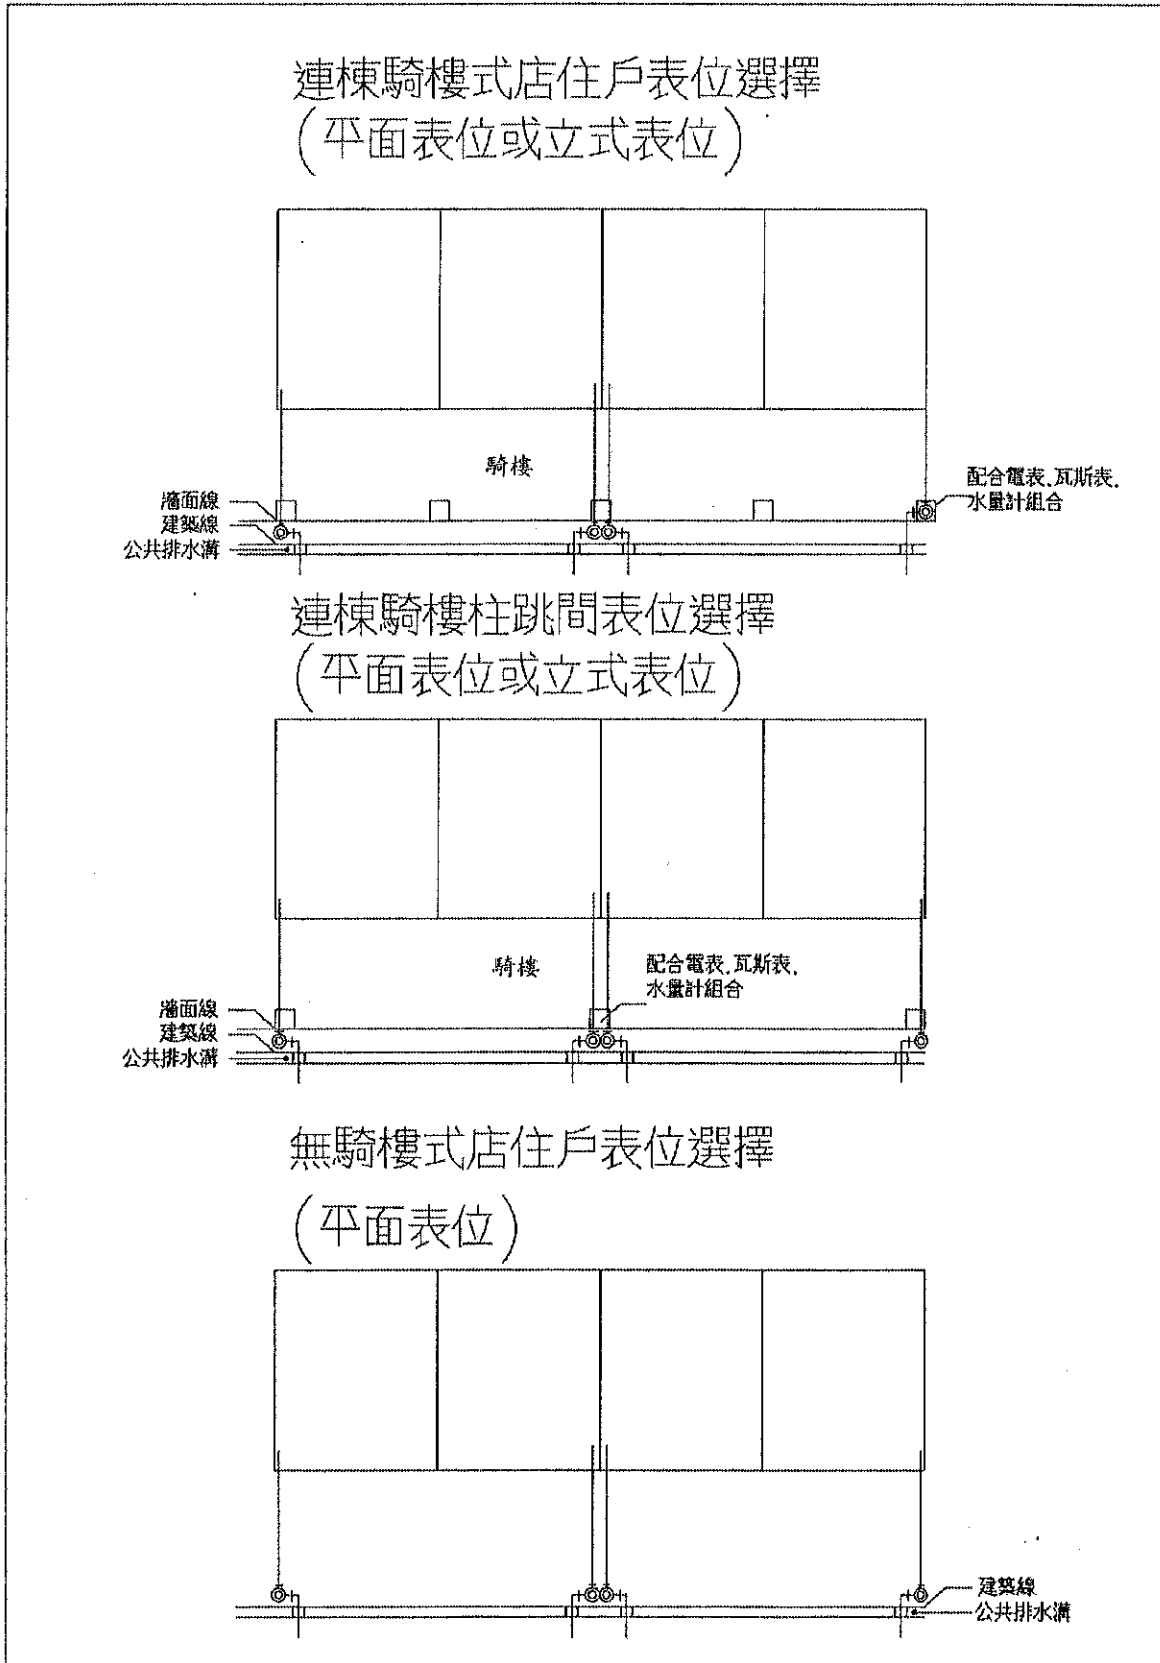 連棟騎樓式店住戶表位選擇
(平面表位或立式表位)
騎樓
配合電表.瓦斯表.
水量計組合
牆面線
建築線
公共排水溝
連棟騎樓柱跳間表位選擇
(平面表位或立式表位)
騎樓
配合電表.瓦斯表.
水量計組合
牆面線
建築線
公共排水溝
無騎樓式店住戶表位選擇
(平面表位)
建築線
公共排水溝